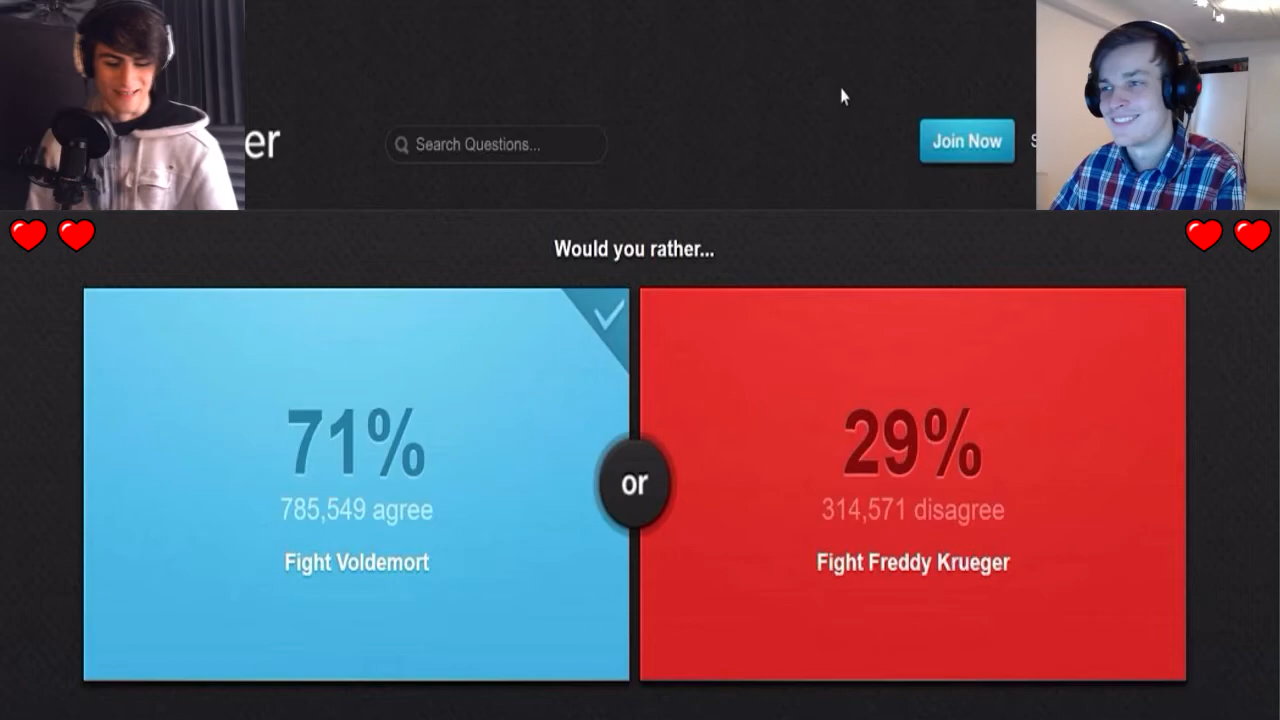 er
Search Questions...
Join Now
S
Would you rather...
71%
29%
or
785,549 agree
314,571 disagree
Fight Voldemort
Fight Freddy Krueger